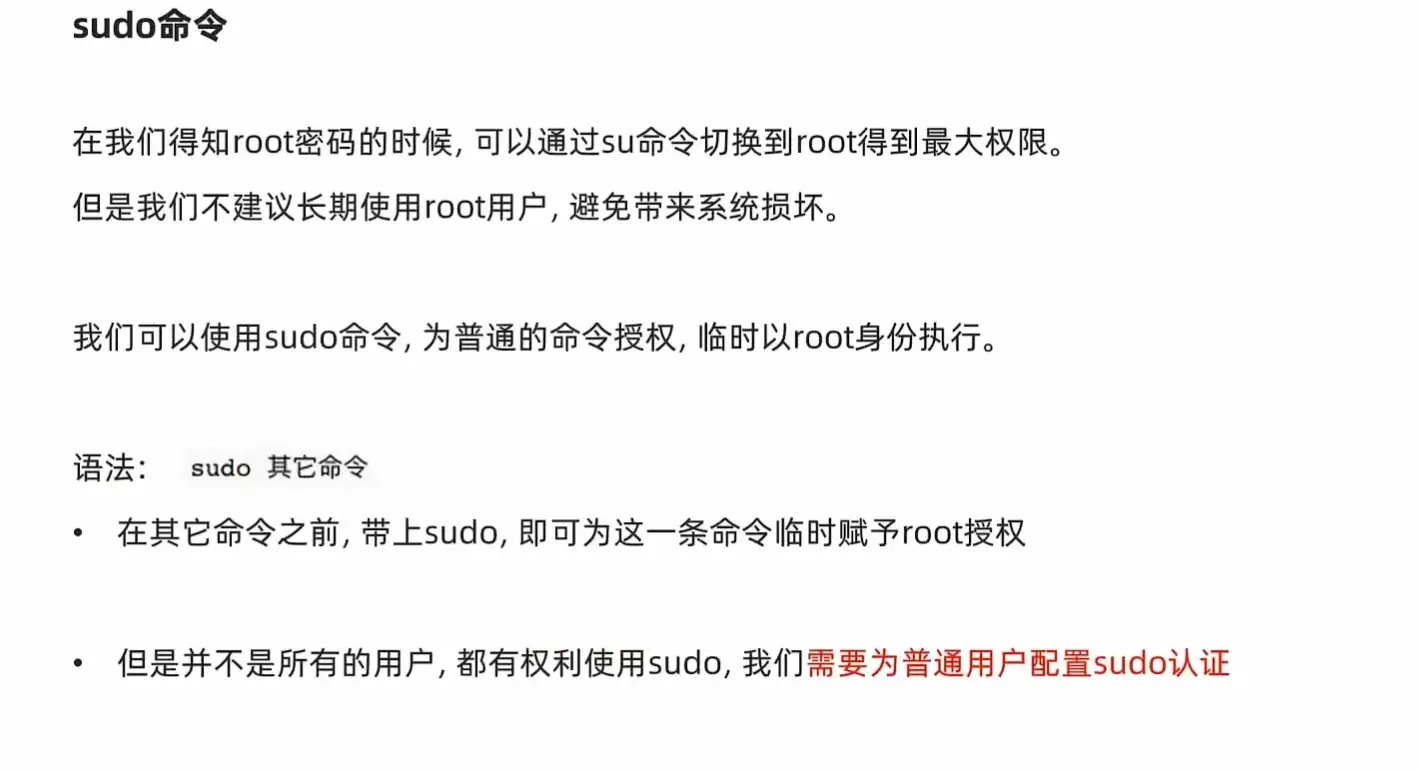 sudo命令
在我们得知root密码的时候, 可以通过su命令切换到root得到最大权限。
但是我们不建议长期使用root用户, 避免带来系统损坏。
我们可以使用sudo命令, 为普通的命令授权, 临时以root身份执行。
语法： sudo 其它命令
• 在其它命令之前, 带上sudo, 即可为这一条命令临时赋予root授权
• 但是并不是所有的用户, 都有权利使用sudo, 我们需要为普通用户配置sudo认证